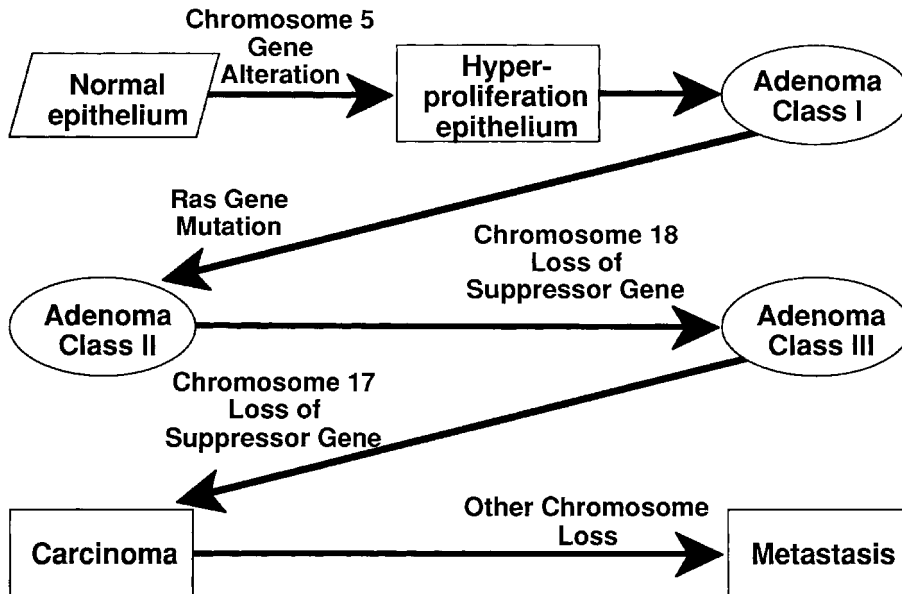 Chromosome 5
Gene
Alteration
Normal
epithelium
Hyper-
proliferation
epithelium
Adenoma
Class I
Ras Gene
Mutation
Chromosome 18
Loss of
Suppressor Gene
Adenoma
Class II
Adenoma
Class III
Chromosome 17
Loss of
Suppressor Gene
Other Chromosome
Loss
Carcinoma
Metastasis